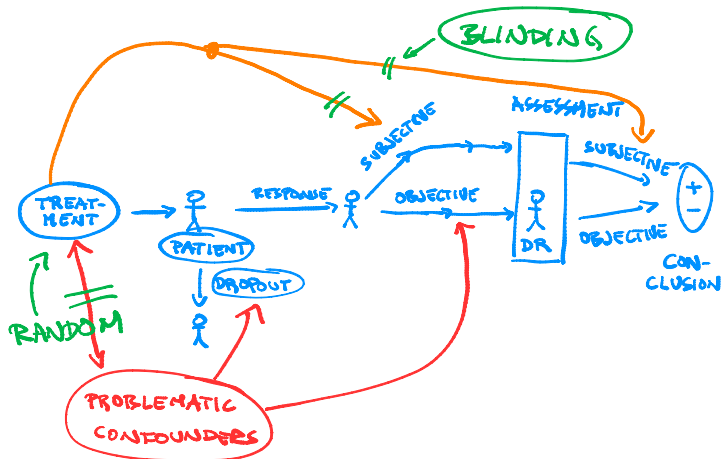 BLINDING
ASSESSMENT
SUBJECTIVE
SUBJECTIVE
TREAT-
MENT
RESPONSE
OBJECTIVE
PATIENT
DR
OBJECTIVE
CON-
CLUSION
DROPOUT
RANDOM
PROBLEMATIC
CONFOUNDERS
+
-